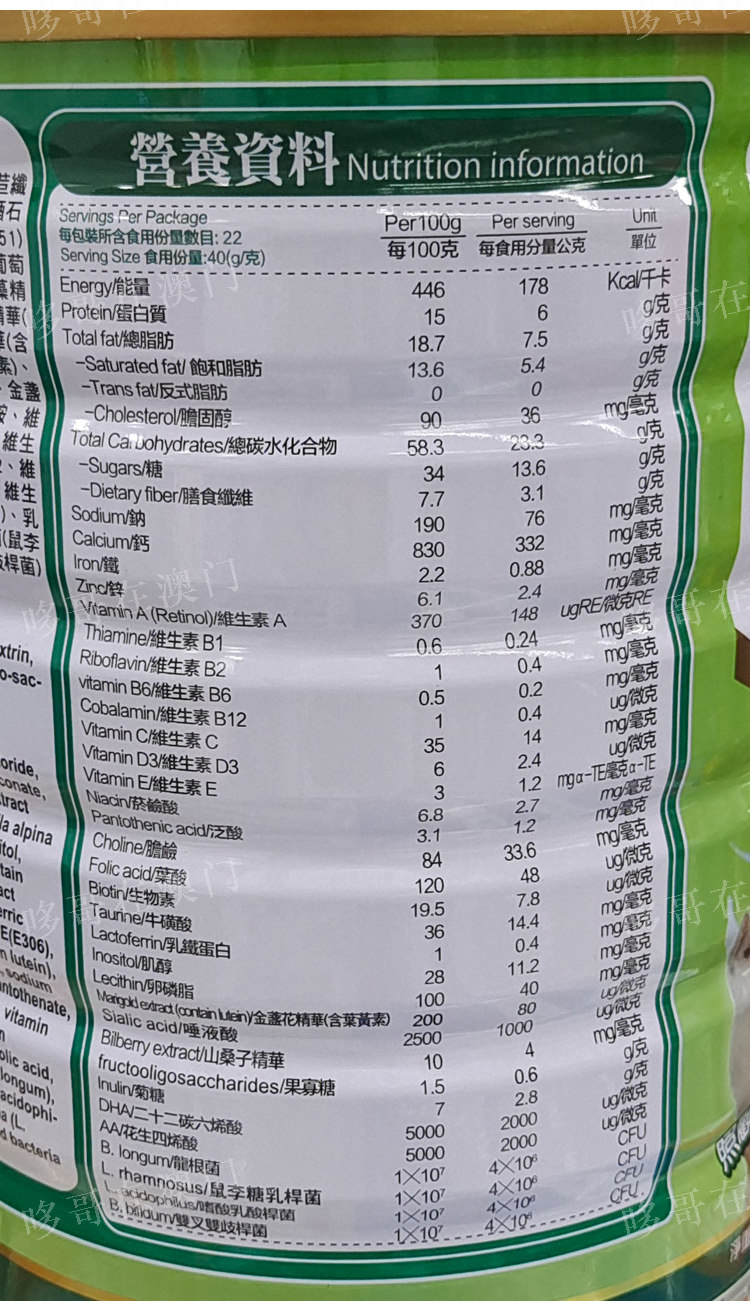 營養資料 Nutrition information
Servings Per Package
每包裝所含食用份量數目: 22
Serving Size 食用份量:40(g/克)
Per100g Per serving Unit
每100克 每食用分量公克 單位
Energy/能量 446 178 Kcal/千卡
Protein/蛋白質 15 6 g/克
Total fat/總脂肪 18.7 7.5 g/克
-Saturated fat/ 飽和脂肪 13.6 5.4 g/克
-Trans fat/反式脂肪 0 0 g/克
-Cholesterol/膽固醇 90 36 mg/毫克
Total Carbohydrates/總碳水化合物 58.3 23.3 g/克
-Sugars/糖 34 13.6 g/克
-Dietary fiber/膳食纖維 7.7 3.1 g/克
Sodium/鈉 190 76 mg/毫克
Calcium/鈣 830 332 mg/毫克
Iron/鐵 2.2 0.88 mg/毫克
Zinc/鋅 6.1 2.4 mg/毫克
Vitamin A (Retinol)/維生素 A 370 148 ugRE/微克RE
Thiamine/維生素 B1 0.6 0.24 mg/毫克
Riboflavin/維生素 B2 1 0.4 mg/毫克
vitamin B6/維生素 B6 0.5 0.2 mg/毫克
Cobalamin/維生素 B12 1 0.4 ug/微克
Vitamin C/維生素 C 35 14 mg/毫克
Vitamin D3/維生素 D3 6 2.4 ug/微克
Vitamin E/維生素 E 3 1.2 mgα-TE毫克α-TE
Niacin/菸鹼酸 6.8 2.7 mg/毫克
Pantothenic acid/泛酸 3.1 1.2 mg/毫克
Choline/膽鹼 84 33.6 mg/毫克
Folic acid/葉酸 120 48 ug/微克
Biotin/生物素 19.5 7.8 ug/微克
Taurine/牛磺酸 36 14.4 mg/毫克
Lactoferrin/乳鐵蛋白 1 0.4 mg/毫克
Inositol/肌醇 28 11.2 mg/毫克
Lecithin/卵磷脂 100 40 mg/毫克
Marigold extract (contain lutein)/金盞花精華(含葉黃素) 200 80 ug/微克
Sialic acid/唾液酸 2500 1000 ug/微克
Bilberry extract/山桑子精華 10 4 mg/毫克
fructooligosaccharides/果寡糖 1.5 0.6 g/克
Inulin/菊糖 7 2.8 g/克
DHA/二十二碳六烯酸 5000 2000 ug/微克
AA/花生四烯酸 5000 2000 ug/微克
B. longum/龍根菌 1×10⁷ 4×10⁶ CFU
L. rhamnosus/鼠李糖乳桿菌 1×10⁷ 4×10⁶ CFU
L. acidophilus/嗜酸乳酸桿菌 1×10⁷ 4×10⁶ CFU
B. bifidum/雙叉雙歧桿菌 1×10⁷ 4×10⁶ CFU
哆哥在澳门